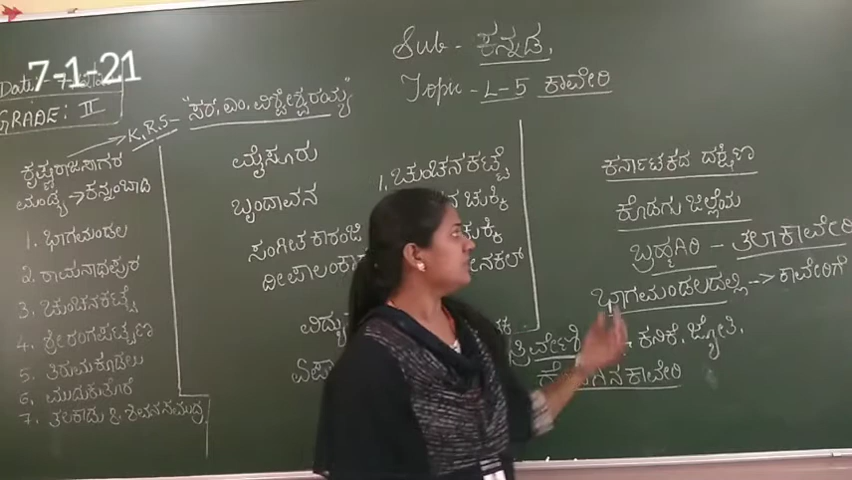 7-1-21
GRADE: II
Sub - ಕನ್ನಡ.
Topic - L-5 ಕಾವೇರಿ
K.R.S - "ಸರ್. ಎಂ. ವಿಶ್ವೇಶ್ವರಯ್ಯ"
ಕೃಷ್ಣರಾಜಸಾಗರ
ಮಂಡ್ಯ → ಕನ್ನಂಬಾಡಿ
1. ಭಾಗಮಂಡಲ
2. ರಾಮನಾಥಪುರ
3. ಚುಂಚನಕಟ್ಟೆ
4. ಶ್ರೀರಂಗಪಟ್ಟಣ
5. ತಿರುಮಕೂಡಲು
6. ಮುಡುಕುತೊರೆ
7. ತಲಕಾಡು & ಶಿವನಸಮುದ್ರ
ಮೈಸೂರು
ಬೃಂದಾವನ
ಸಂಗೀತ ಕಾರಂಜಿ
1. ಚುಂಚನಕಟ್ಟೆ
ಕರ್ನಾಟಕದ ದಕ್ಷಿಣ
ಕೊಡಗು ಜಿಲ್ಲೆಯ
ಬ್ರಹ್ಮಗಿರಿ - ತಲಾಕಾವೇರಿ
ಭಾಗಮಂಡಲದಲ್ಲಿ → ಕಾವೇರಿಗೆ
ಕನಿಕೆ, ಜ್ಯೋತಿ.
ತ್ರಿವೇಣಿ
ಕಾವೇರಿ